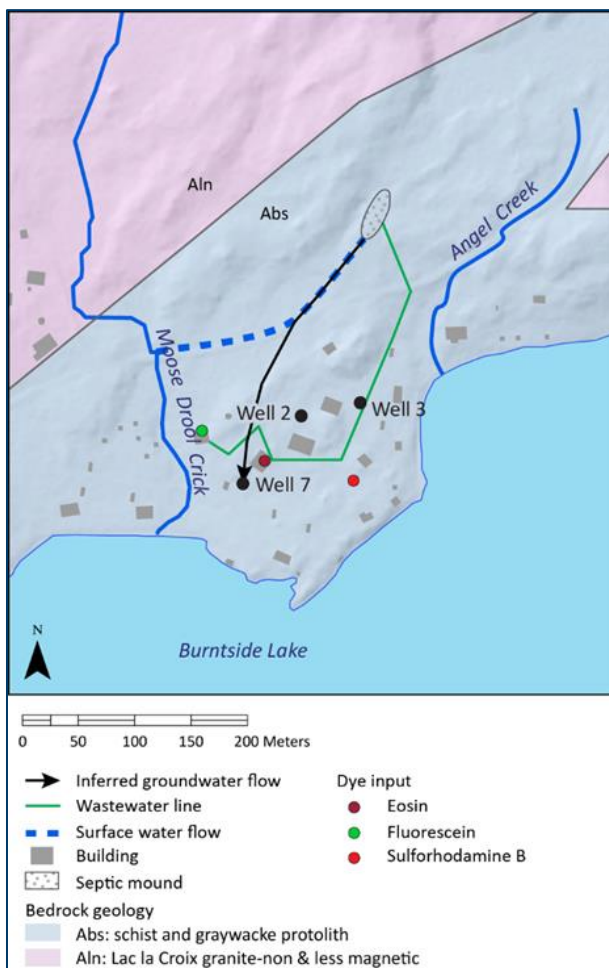 Aln
Abs
Angel Creek
Moose Drool Crick
Well 2
Well 3
Well 7
N
Burntside Lake
0 50 100 150 200 Meters
Inferred groundwater flow
Wastewater line
Surface water flow
Building
Septic mound
Dye input
Eosin
Fluorescein
Sulforhodamine B
Bedrock geology
Abs: schist and graywacke protolith
Aln: Lac la Croix granite-non & less magnetic